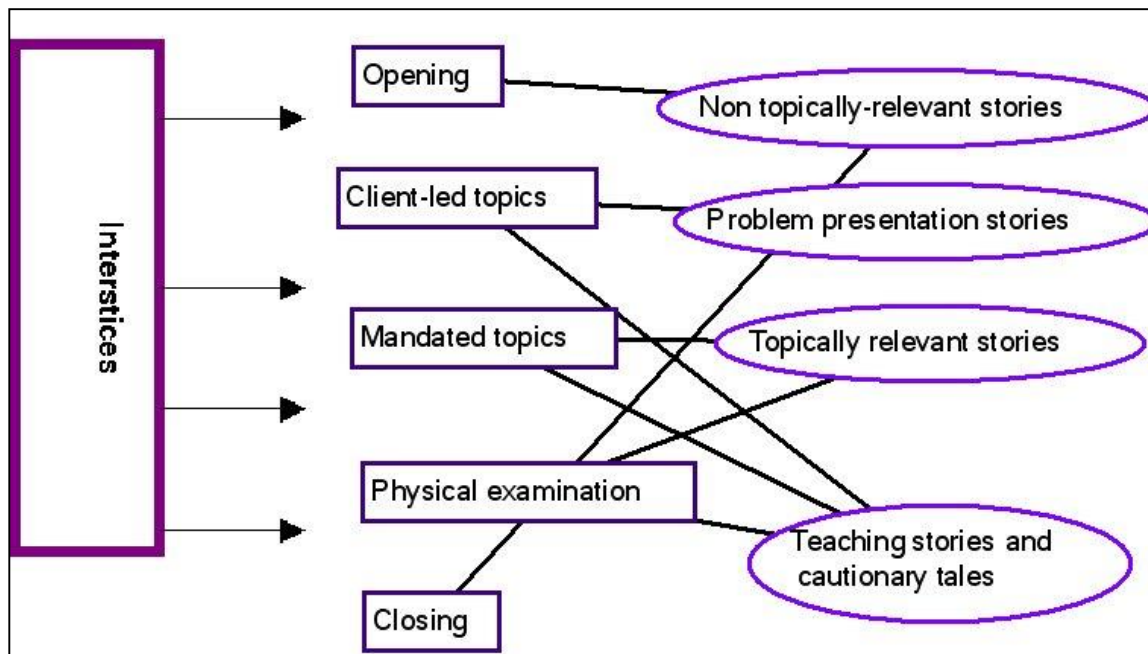 Interstices
Opening
Client-led topics
Mandated topics
Physical examination
Closing
Non topically-relevant stories
Problem presentation stories
Topically relevant stories
Teaching stories and
cautionary tales